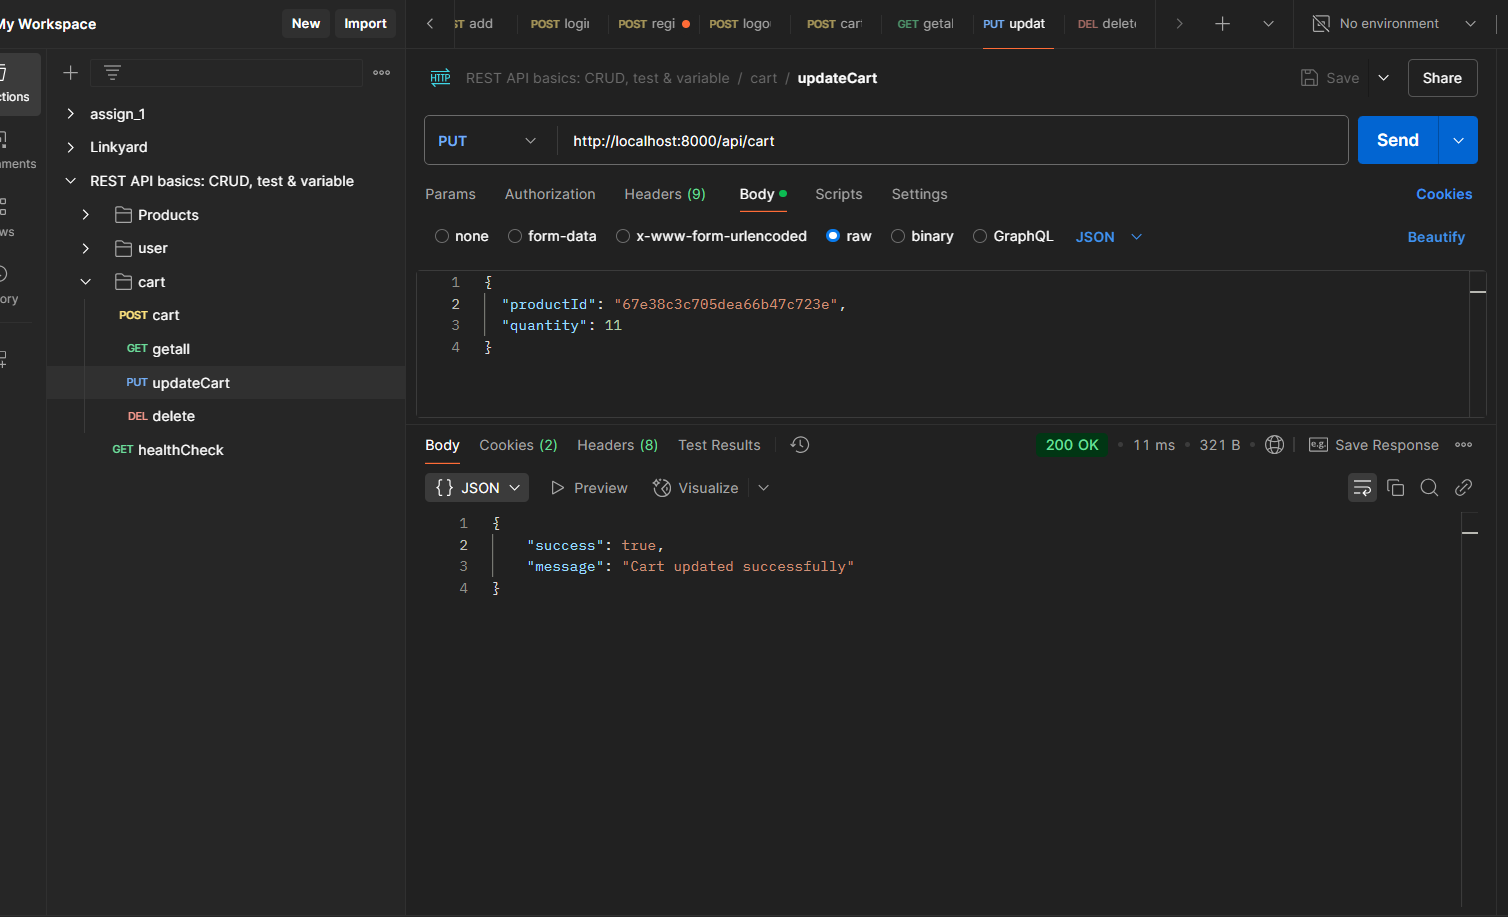 My Workspace
New
Import
ST add
POST login
POST regi
POST logo
POST car
GET getal
PUT updat
DEL delet
No environment
ctions
nments
ws
ory
assign_1
Linkyard
REST API basics: CRUD, test & variable
Products
user
cart
POST cart
GET getall
PUT updateCart
DEL delete
GET healthCheck
HTTP REST API basics: CRUD, test & variable / cart / updateCart
Save
Share
PUT
http://localhost:8000/api/cart
Send
Params
Authorization
Headers (9)
Body
Scripts
Settings
Cookies
none
form-data
x-www-form-urlencoded
raw
binary
GraphQL
JSON
Beautify
1 {
2 "productId": "67e38c3c705dea66b47c723e",
3 "quantity": 11
4 }
Body
Cookies (2)
Headers (8)
Test Results
200 OK
11 ms
321 B
e.g. Save Response
{} JSON
Preview
Visualize
1 {
2 "success": true,
3 "message": "Cart updated successfully"
4 }